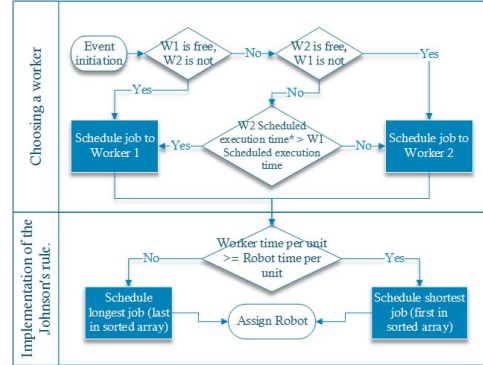 Choosing a worker
Event
initiation
W1 is free,
W2 is not
No
W2 is free,
W1 is not
Yes
Yes
No
Schedule job to
Worker 1
Yes
W2 Scheduled
execution time* > W1
Scheduled execution
time
No
Schedule job to
Worker 2
Implementation of the
Johnson's rule.
Worker time per unit
>= Robot time per
unit
No
Yes
Schedule
longest job (last
in sorted array)
Assign Robot
Schedule shortest
job (first in
sorted array)